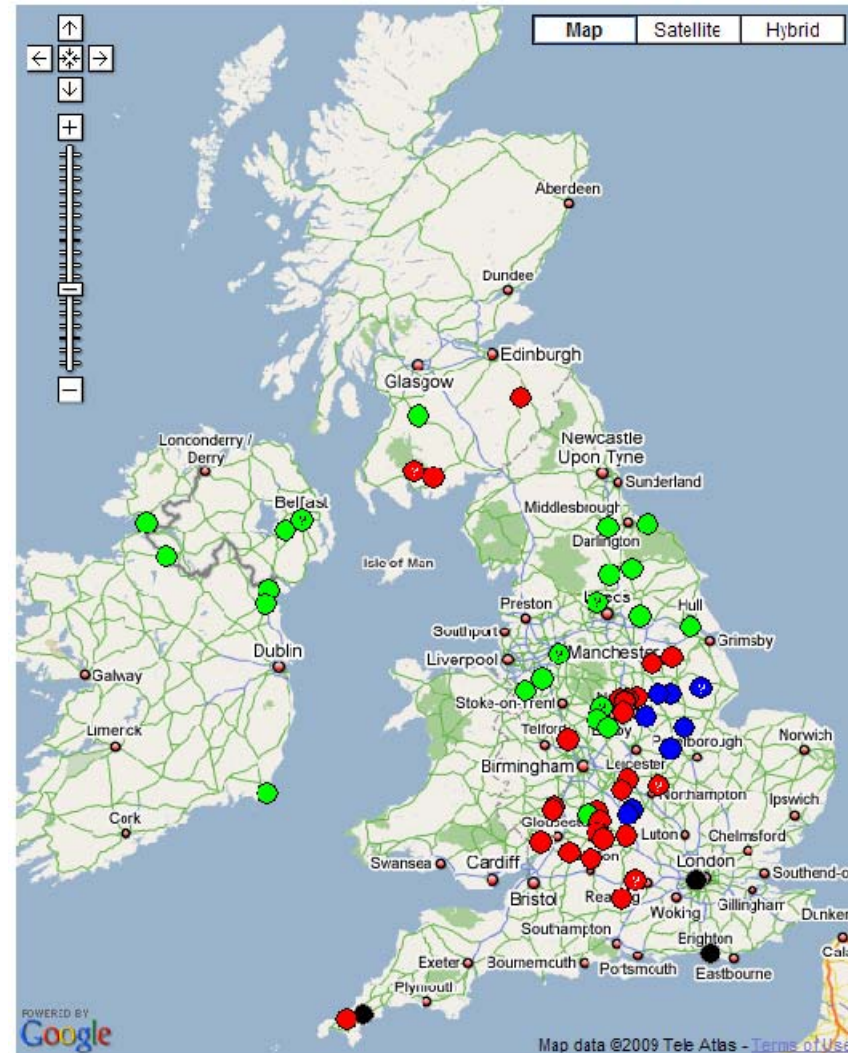 Map Satellite Hybrid
Aberdeen
Dundee
Edinburgh
Glasgow
Lonconderry /
Derry
Newcastle
Upon Tyne
Sunderland
Belfast
Middlesbrough
Darlington
Isle of Man
Preston
Hull
Southport
Grimsby
Manchester
Liverpool
Dublin
Galway
Stoke-on-Trent
Limerick
Telford
Norwich
Birmingham
Leicester
Northampton
Ipswich
Cork
Luton
Chelmsford
Swansea
Cardiff
London
Southend-o
Bristol
Gillingham
Woking
Dunker
Southampton
Erighton
Cala
Exeter
Bournemouth
Portsmouth
Eastbourne
Plymouth
POWERED BY
Google
Map data ©2009 Tele Atlas - Terms of Use